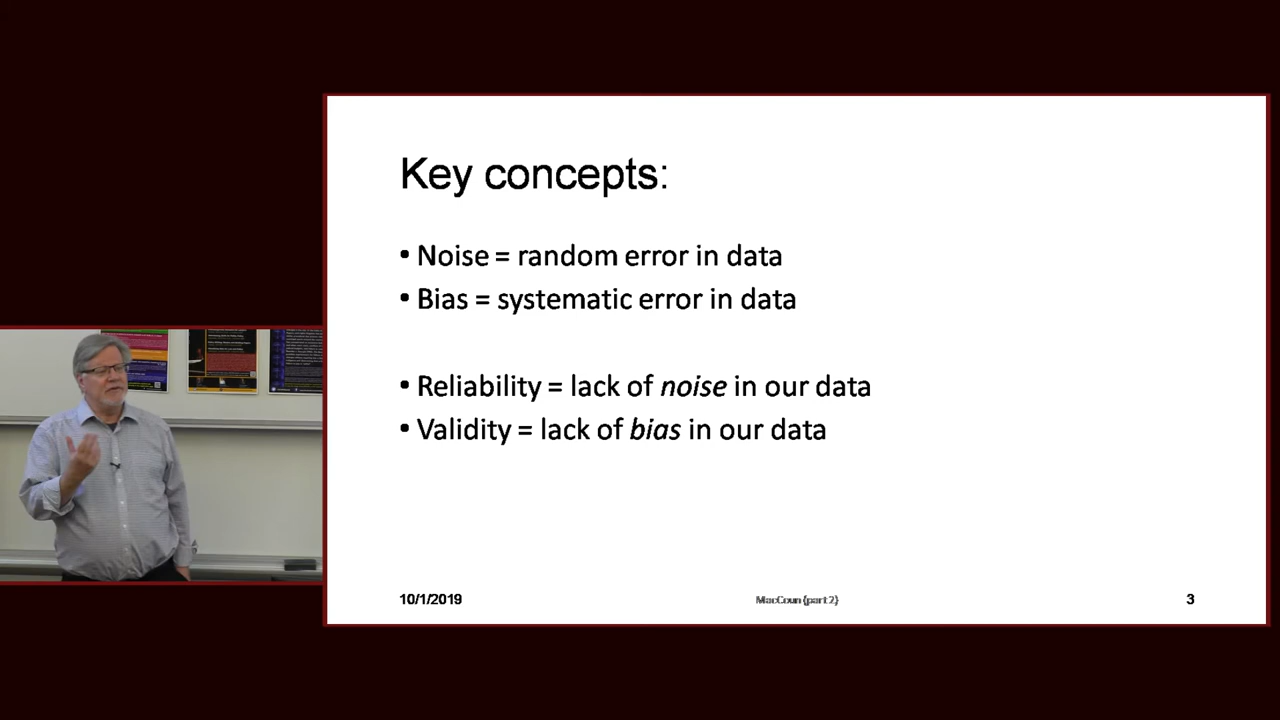 Key concepts:
• Noise = random error in data
• Bias = systematic error in data
• Reliability = lack of noise in our data
• Validity = lack of bias in our data
10/1/2019
MacCoun (part 2)
3